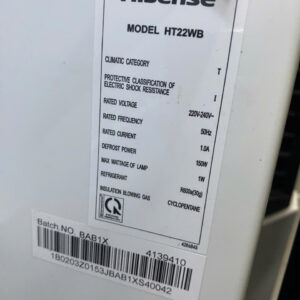 Hisense
MODEL HT22WB
CLIMATIC CATEGORY T
PROTECTIVE CLASSIFICATION OF
ELECTRIC SHOCK RESISTANCE I
RATED VOLTAGE 220V-240V~
RATED FREQUENCY 50Hz
RATED CURRENT 1.0A
DEFROST POWER 150W
MAX WATTAGE OF LAMP 1W
REFRIGERANT R600a(30g)
INSULATION BLOWING GAS CYCLOPENTANE
Batch NO. BAB1X 4139410
1B0203Z0153JBAB1XS40042